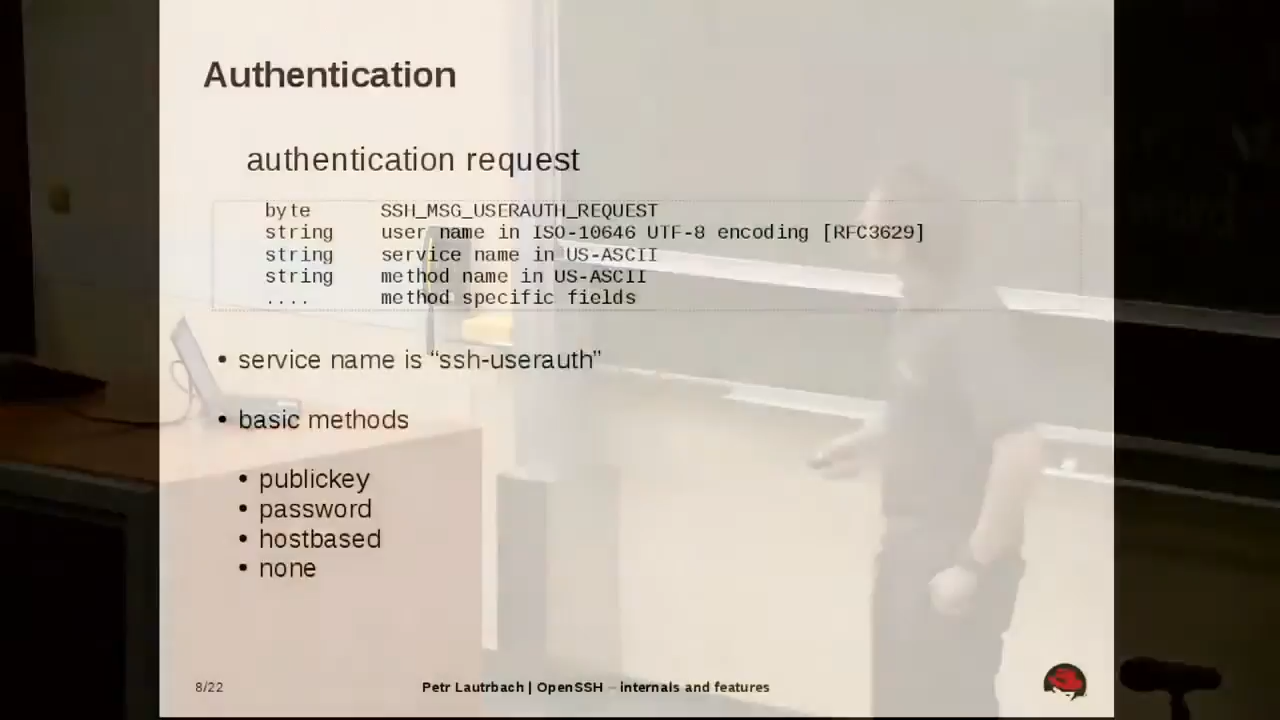 Authentication
authentication request
byte SSH_MSG_USERAUTH_REQUEST
string user name in ISO-10646 UTF-8 encoding [RFC3629]
string service name in US-ASCII
string method name in US-ASCII
.... method specific fields
• service name is “ssh-userauth”
• basic methods
• publickey
• password
• hostbased
• none
8/22 Petr Lautrbach | OpenSSH – internals and features